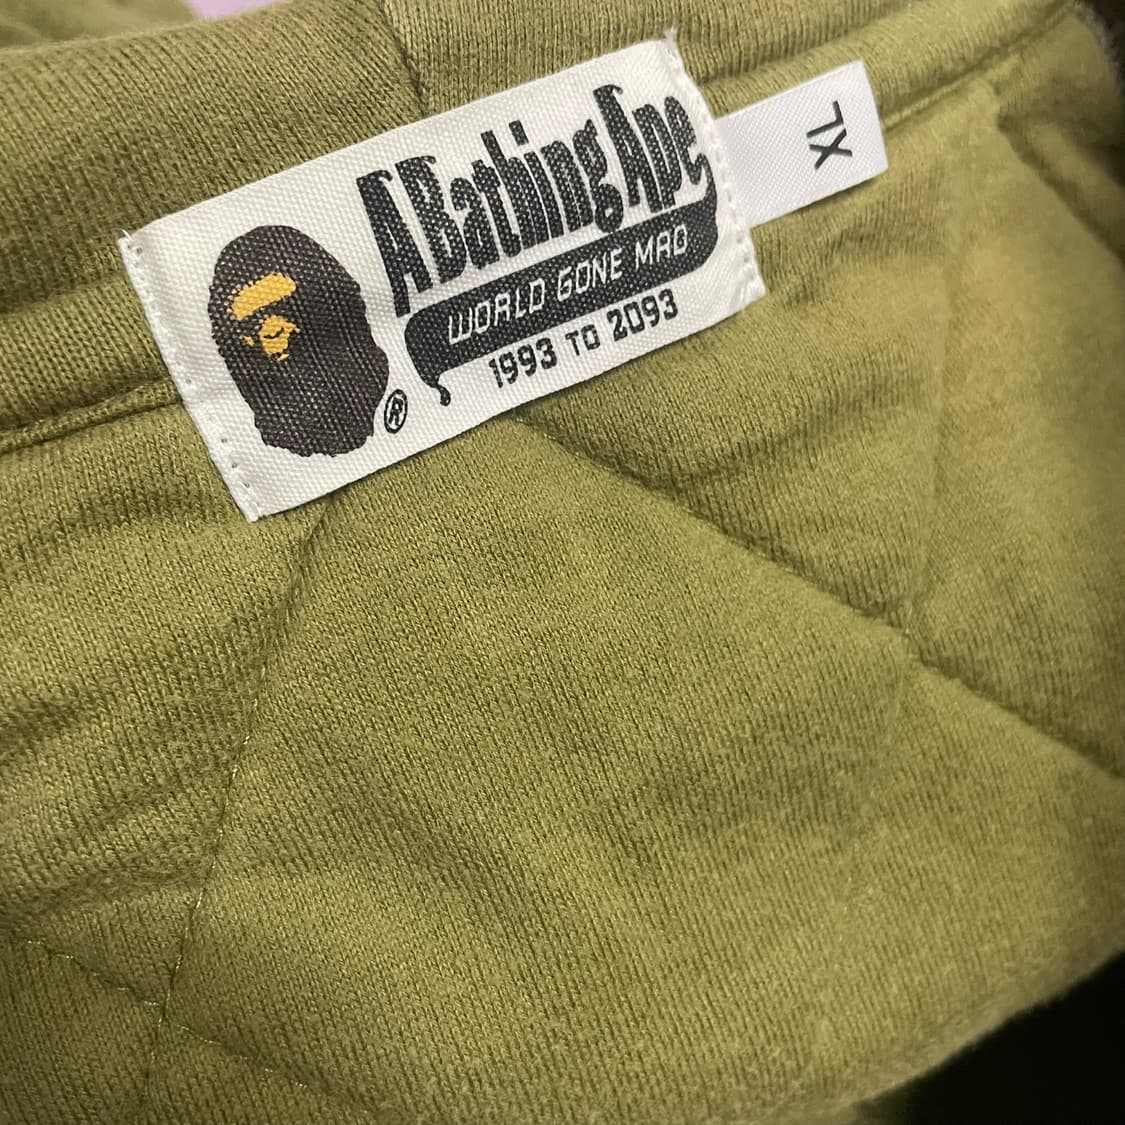 A Bathing Ape
WORLD GONE MAD
1993 TO 2093
®
XL